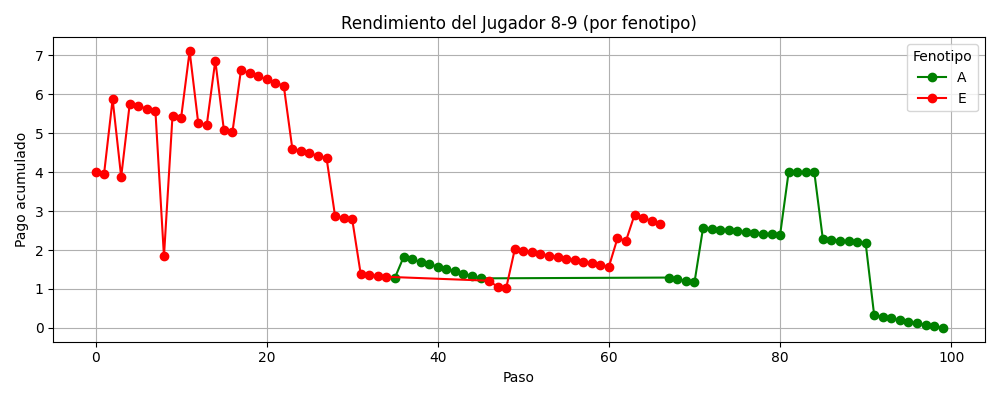 Rendimiento del Jugador 8-9 (por fenotipo)
Pago acumulado
7
6
5
4
3
2
1
0
Fenotipo
A
E
0 20 40 60 80 100
Paso